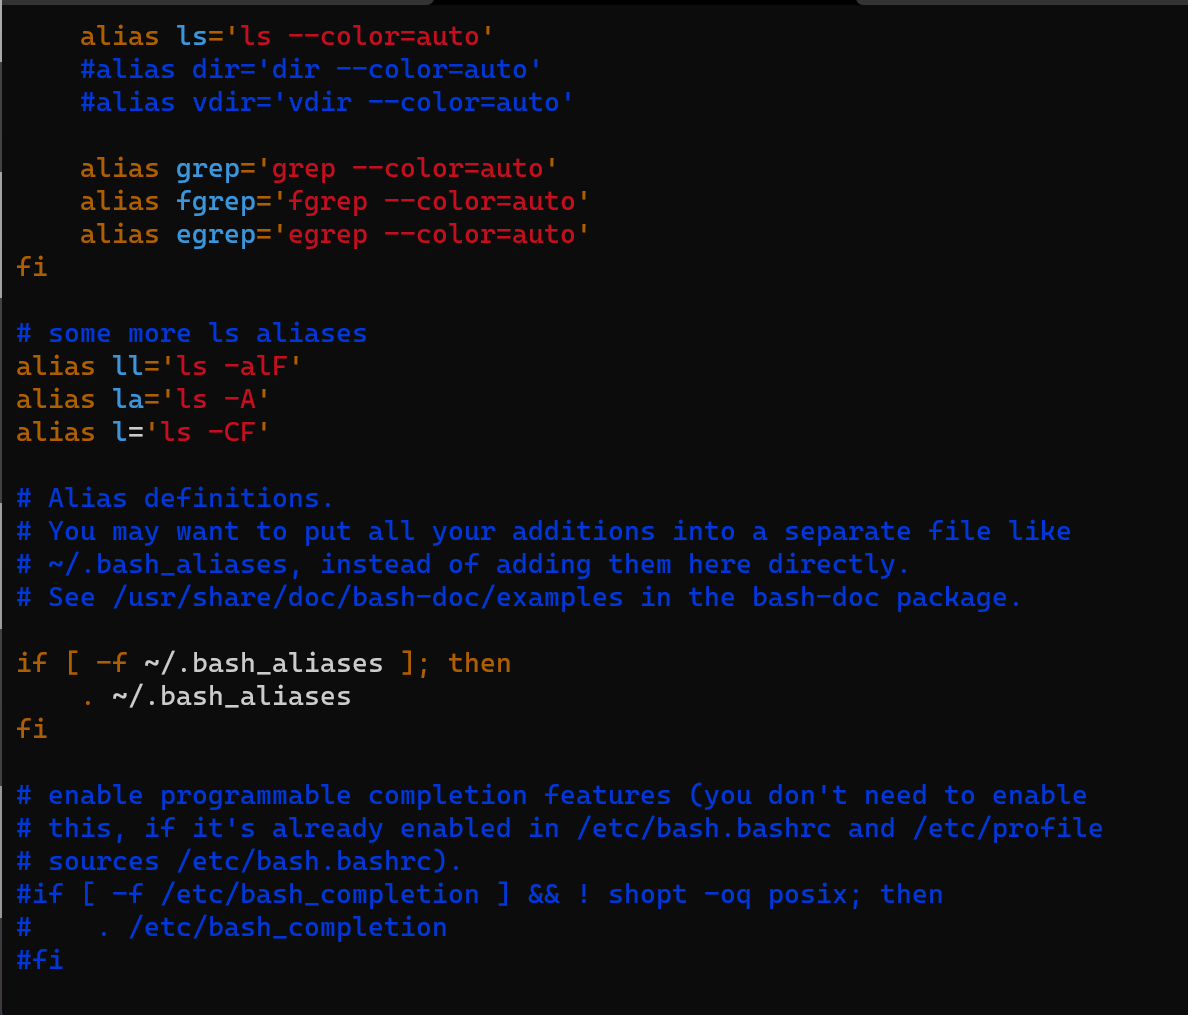 alias ls='ls --color=auto'
    #alias dir='dir --color=auto'
    #alias vdir='vdir --color=auto'

    alias grep='grep --color=auto'
    alias fgrep='fgrep --color=auto'
    alias egrep='egrep --color=auto'
fi

# some more ls aliases
alias ll='ls -alF'
alias la='ls -A'
alias l='ls -CF'

# Alias definitions.
# You may want to put all your additions into a separate file like
# ~/.bash_aliases, instead of adding them here directly.
# See /usr/share/doc/bash-doc/examples in the bash-doc package.

if [ -f ~/.bash_aliases ]; then
    . ~/.bash_aliases
fi

# enable programmable completion features (you don't need to enable
# this, if it's already enabled in /etc/bash.bashrc and /etc/profile
# sources /etc/bash.bashrc).
#if [ -f /etc/bash_completion ] && ! shopt -oq posix; then
#    . /etc/bash_completion
#fi